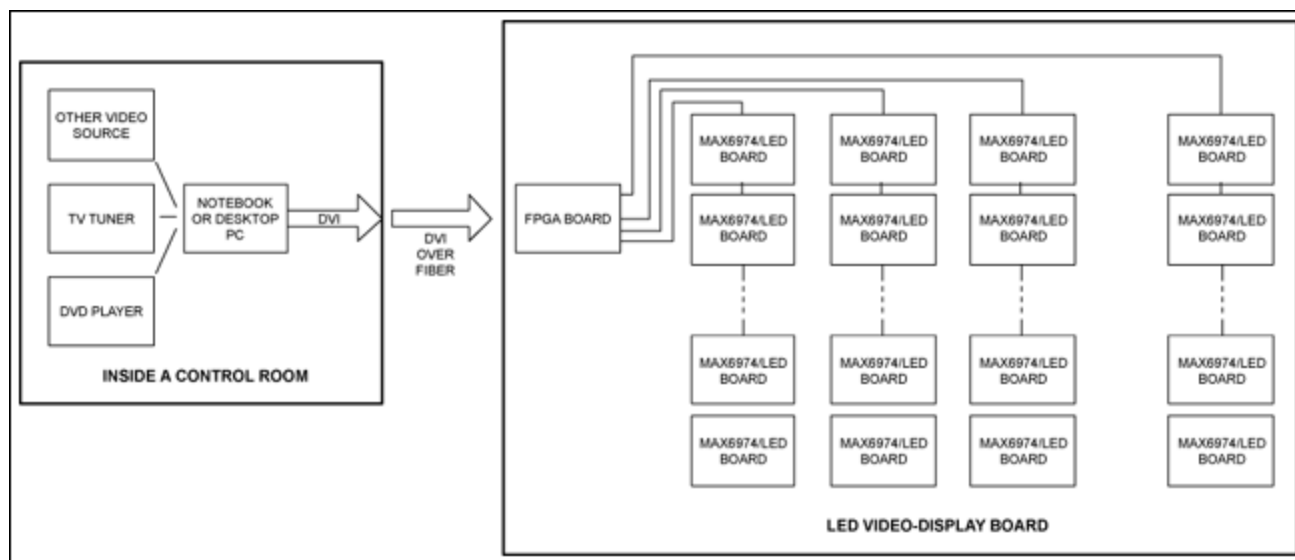 OTHER VIDEO
SOURCE
TV TUNER
DVD PLAYER
NOTEBOOK
OR DESKTOP
PC
DVI
INSIDE A CONTROL ROOM
DVI
OVER
FIBER
FPGA BOARD
MAX6974/LED
BOARD
MAX6974/LED
BOARD
MAX6974/LED
BOARD
MAX6974/LED
BOARD
MAX6974/LED
BOARD
MAX6974/LED
BOARD
MAX6974/LED
BOARD
MAX6974/LED
BOARD
MAX6974/LED
BOARD
MAX6974/LED
BOARD
MAX6974/LED
BOARD
MAX6974/LED
BOARD
MAX6974/LED
BOARD
MAX6974/LED
BOARD
MAX6974/LED
BOARD
MAX6974/LED
BOARD
LED VIDEO-DISPLAY BOARD